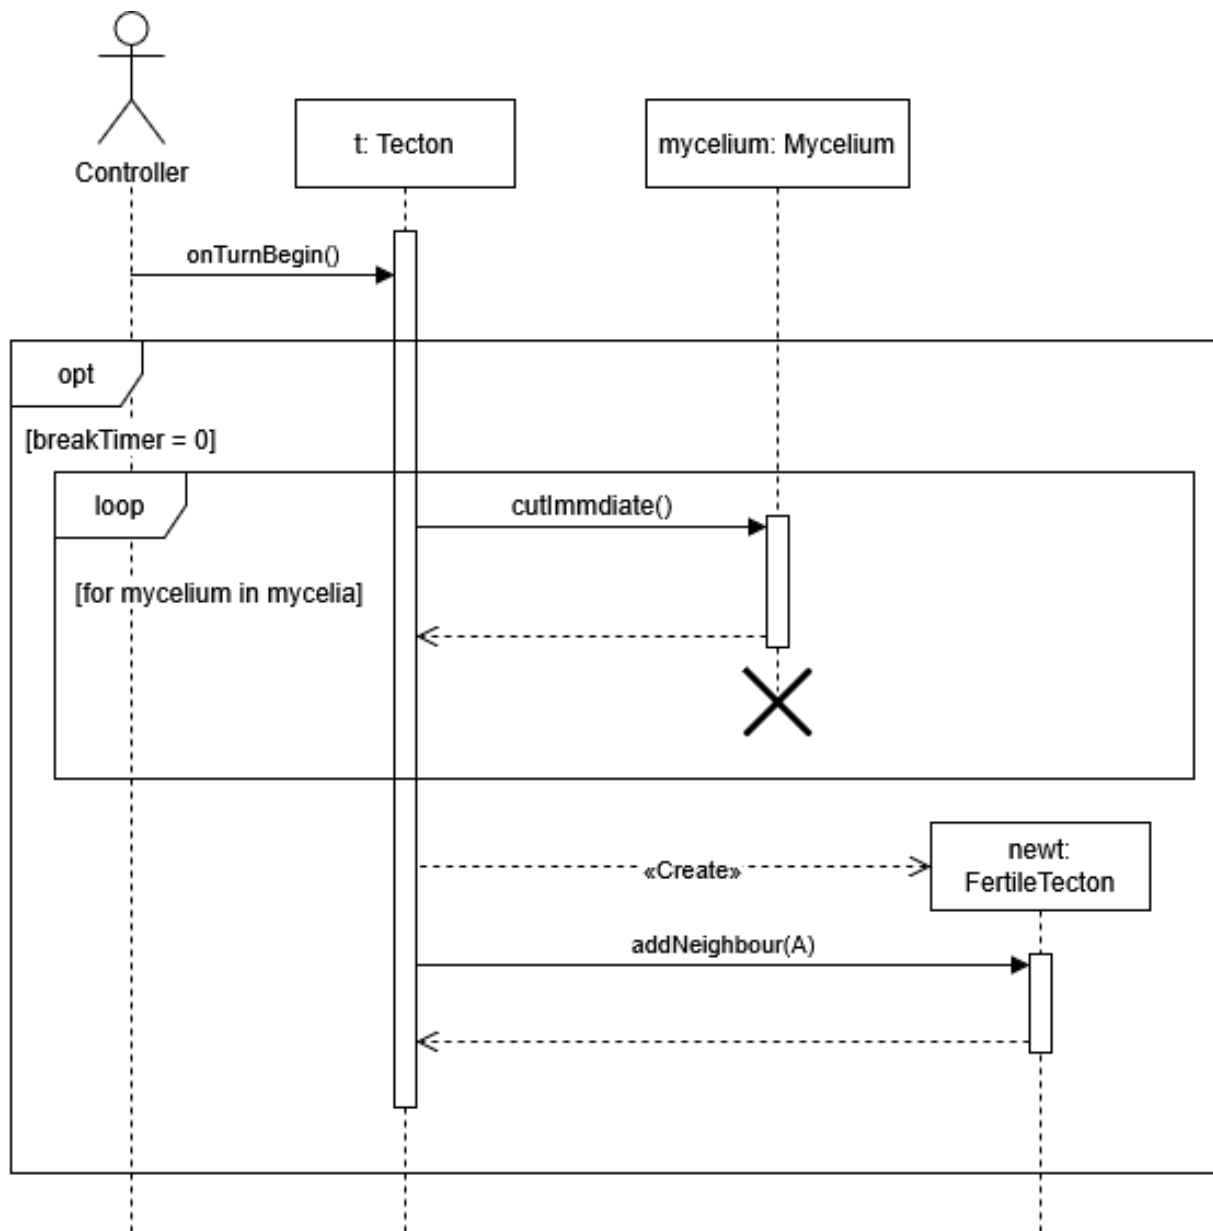 Controller
t: Tecton
mycelium: Mycelium
onTurnBegin()
opt
[breakTimer = 0]
loop
cutImmdiate()
[for mycelium in mycelia]
newt:
FertileTecton
«Create»
addNeighbour(A)